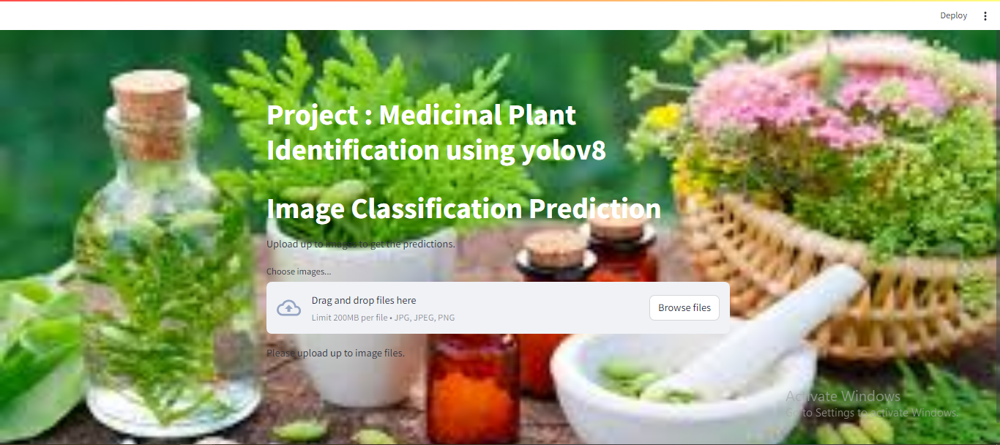 Deploy
Project : Medicinal Plant
Identification using yolov8
Image Classification Prediction
Upload up to images to get the predictions.
Choose images...
Drag and drop files here
Limit 200MB per file • JPG, JPEG, PNG
Browse files
Please upload up to image files.
Activate Windows
Go to Settings to activate Windows.